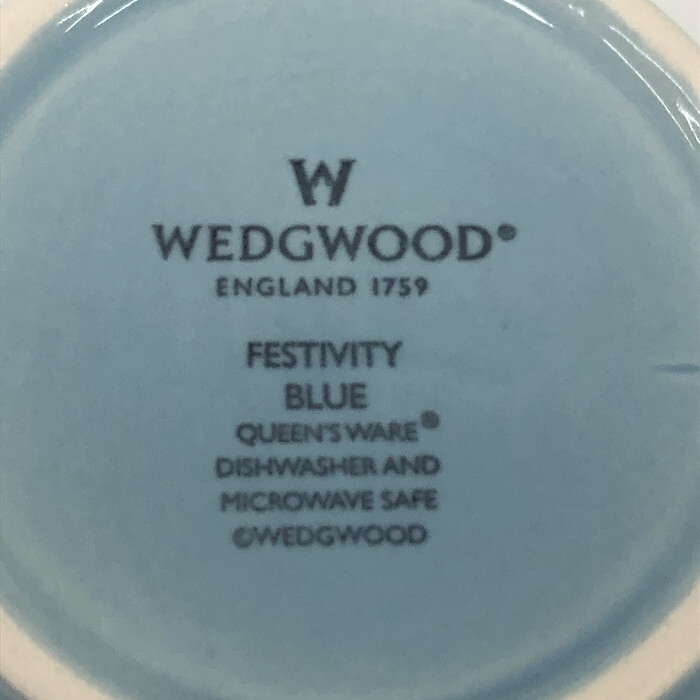 W
WEDGWOOD®
ENGLAND 1759
FESTIVITY
BLUE
QUEEN'S WARE®
DISHWASHER AND
MICROWAVE SAFE
©WEDGWOOD